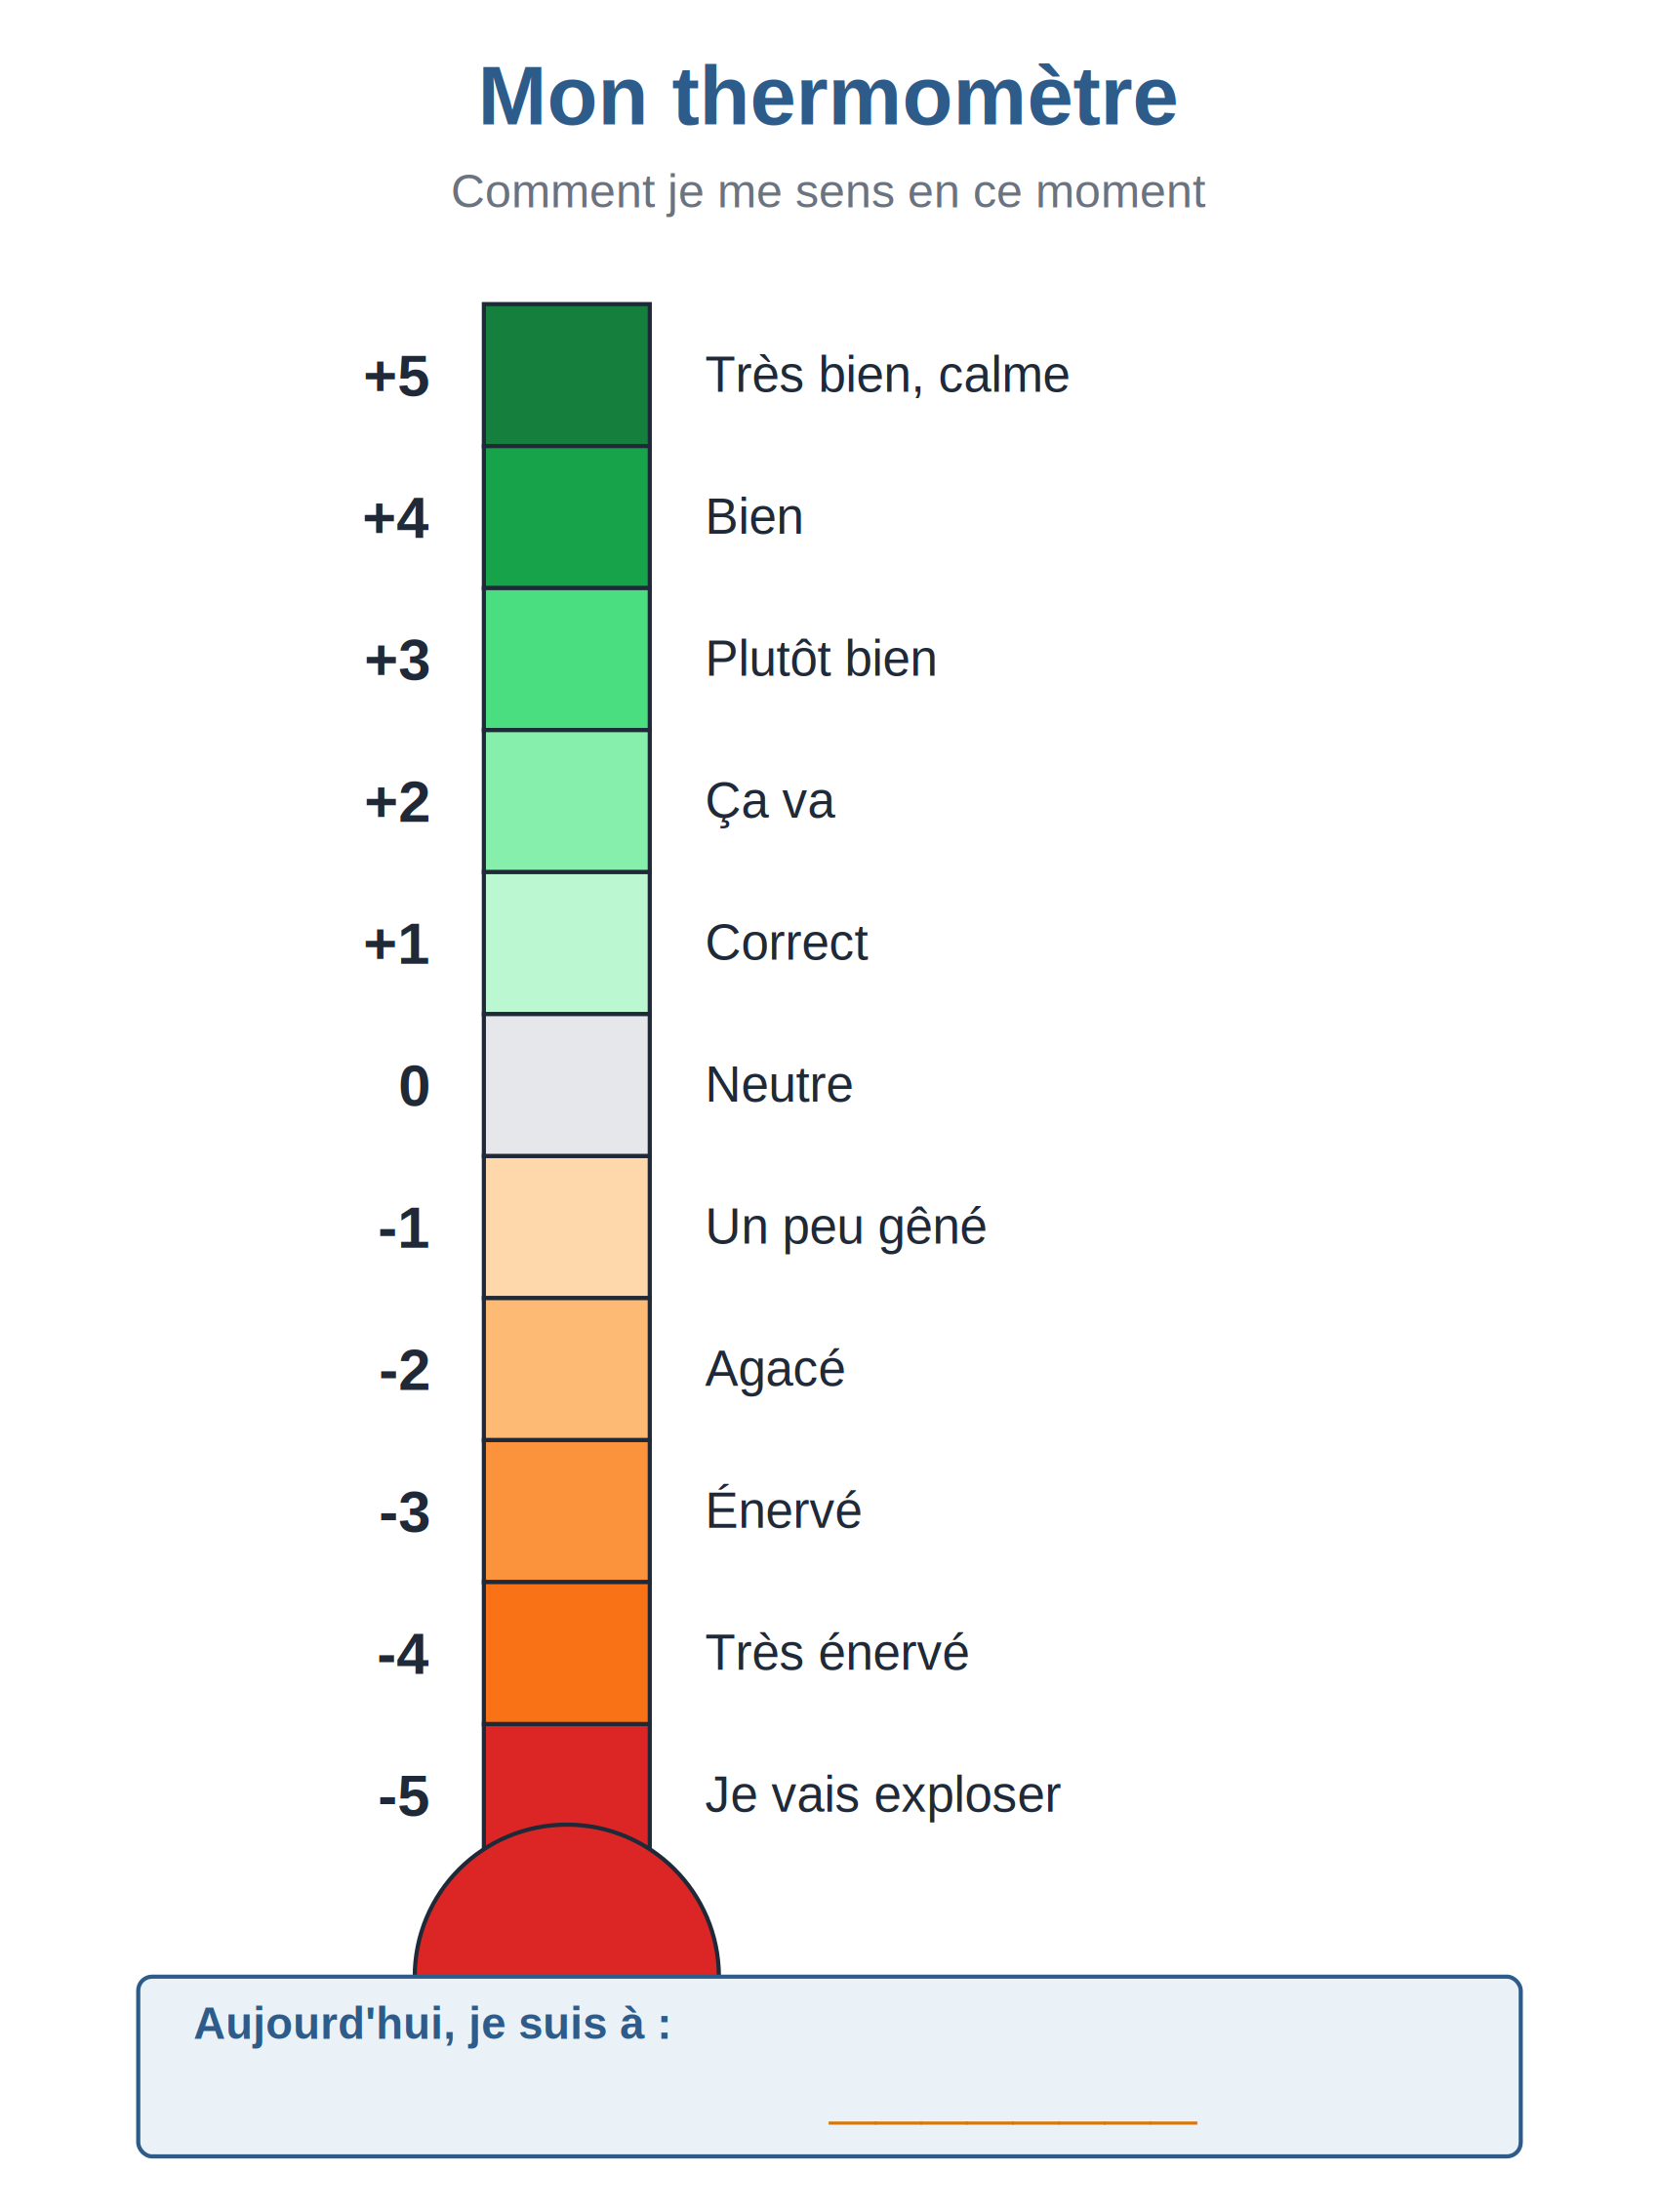 Mon thermomètre
Comment je me sens en ce moment
+5 Très bien, calme
+4 Bien
+3 Plutôt bien
+2 Ça va
+1 Correct
0 Neutre
-1 Un peu gêné
-2 Agacé
-3 Énervé
-4 Très énervé
-5 Je vais exploser
Aujourd'hui, je suis à :
________